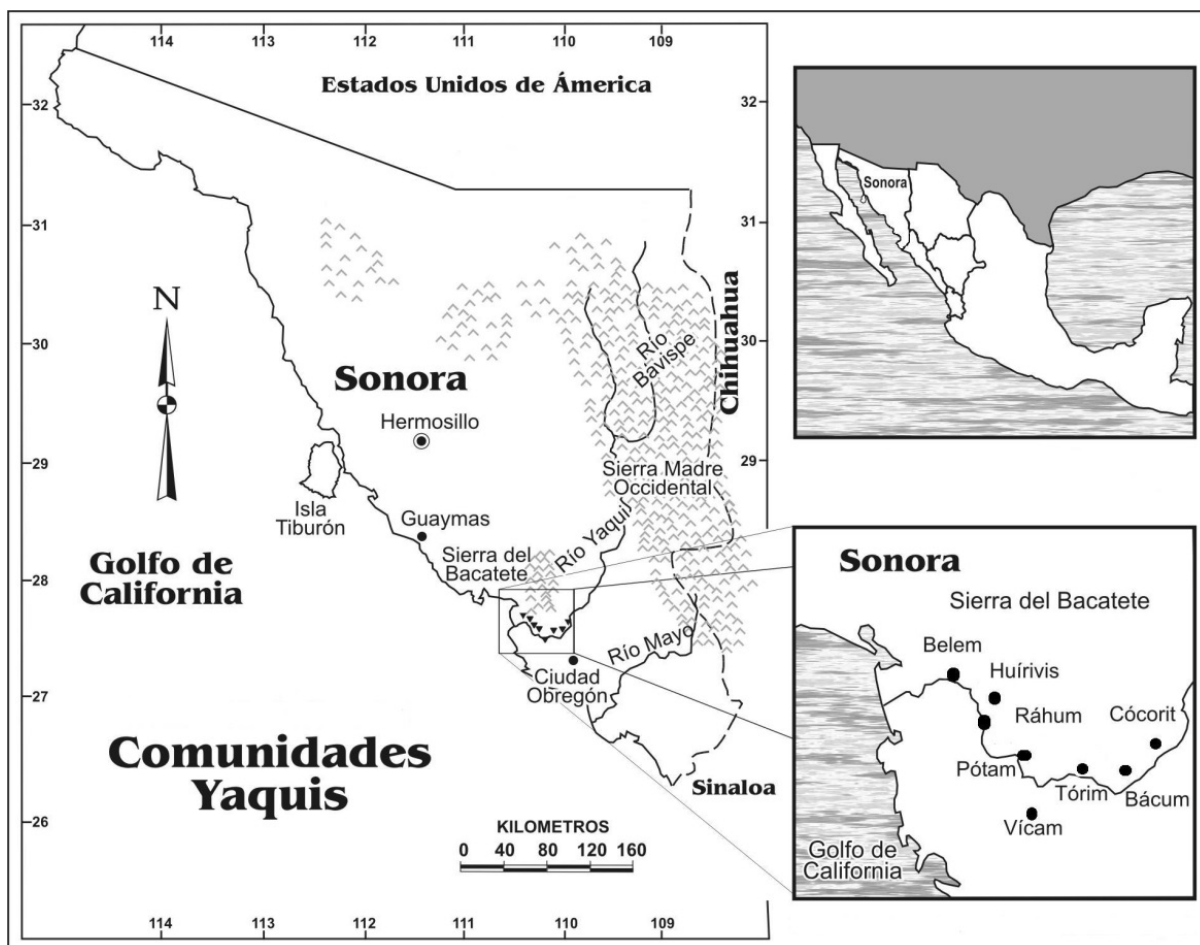 114 113 112 111 110 109
Estados Unidos de Ámerica
32
31
30
29
28
27
26
N
Sonora
Hermosillo
Isla
Tiburón
Guaymas
Golfo de
California
Sierra del
Bacatete
Río Yaqui
Río
Bavispe
Chihuahua
Sierra Madre
Occidental
Río Mayo
Ciudad
Obregón
Sinaloa
Comunidades
Yaquis
KILOMETROS
0 40 80 120 160
114 113 112 111 110 109
32
31
30
29
Sonora
Sonora
Sierra del Bacatete
Belem
Huírivis
Ráhum
Cócorit
Pótam
Tórim
Bácum
Vícam
Golfo de
California